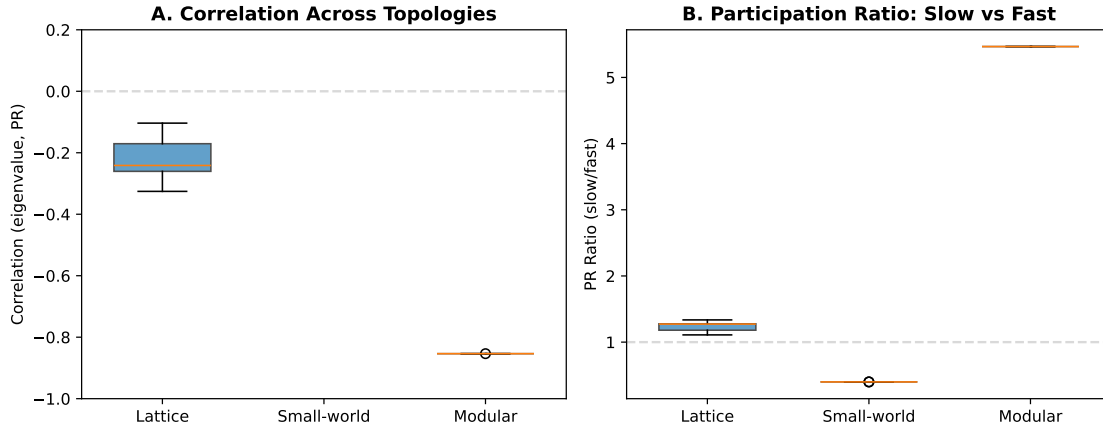 A. Correlation Across Topologies
Correlation (eigenvalue, PR)
0.2
0.0
−0.2
−0.4
−0.6
−0.8
−1.0
Lattice
Small-world
Modular
B. Participation Ratio: Slow vs Fast
PR Ratio (slow/fast)
5
4
3
2
1
Lattice
Small-world
Modular